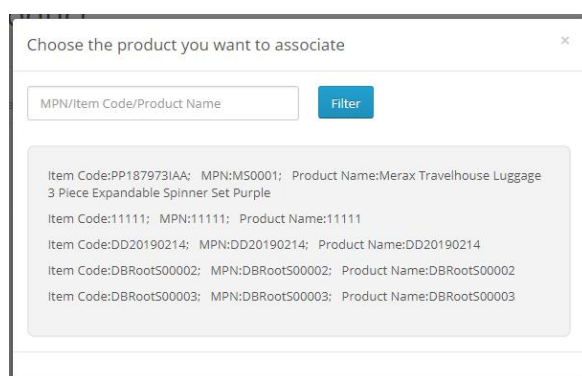 Choose the product you want to associate
×
MPN/Item Code/Product Name
Filter
Item Code:PP187973IAA; MPN:MS0001; Product Name:Merax Travelhouse Luggage
3 Piece Expandable Spinner Set Purple
Item Code:11111; MPN:11111; Product Name:11111
Item Code:DD20190214; MPN:DD20190214; Product Name:DD20190214
Item Code:DBRootS00002; MPN:DBRootS00002; Product Name:DBRootS00002
Item Code:DBRootS00003; MPN:DBRootS00003; Product Name:DBRootS00003